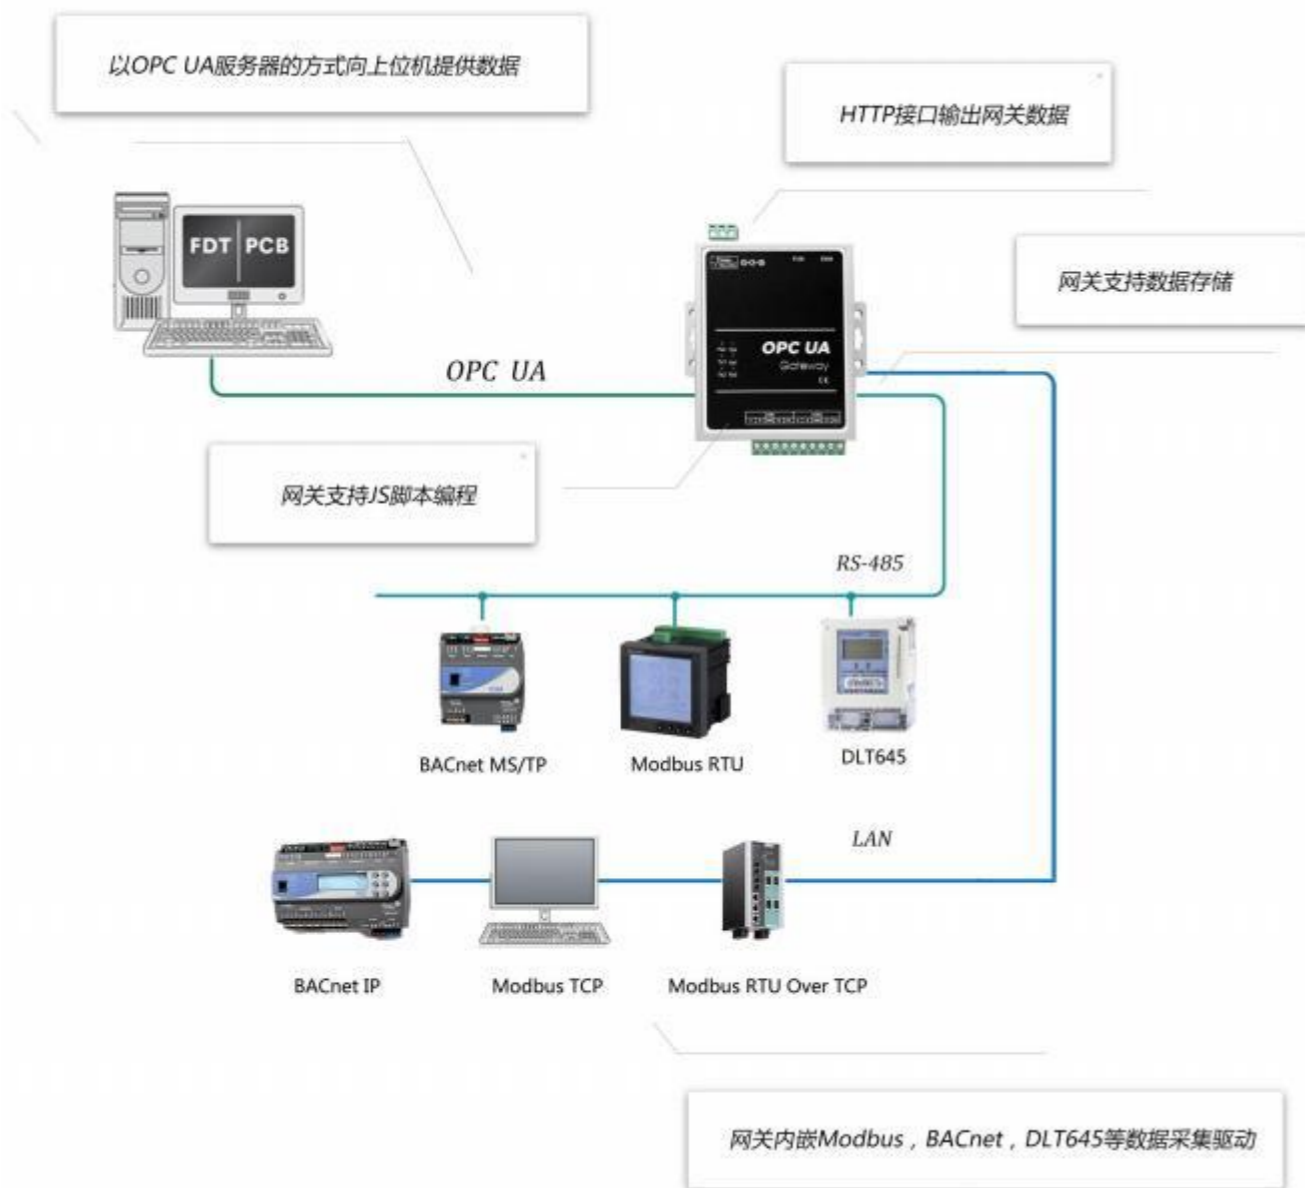 以OPC UA服务器的方式向上位机提供数据
HTTP接口输出网关数据
FDT PCB
网关支持数据存储
OPC UA
Gateway
OPC UA
网关支持JS脚本编程
RS-485
BACnet MS/TP
Modbus RTU
DLT645
LAN
BACnet IP
Modbus TCP
Modbus RTU Over TCP
网关内嵌Modbus，BACnet，DLT645等数据采集驱动